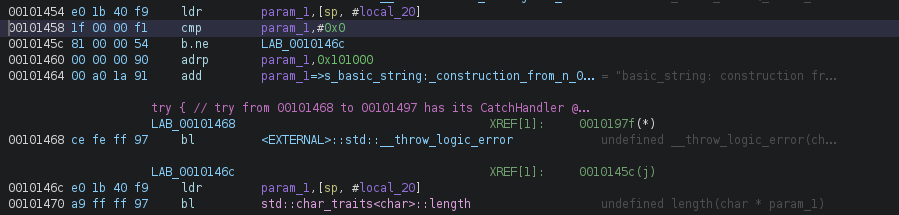 00101454 e0 1b 40 f9 ldr param_1,[sp, #local_20]
00101458 1f 00 00 f1 cmp param_1,#0x0
0010145c 81 00 00 54 b.ne LAB_0010146c
00101460 00 00 00 90 adrp param_1,0x101000
00101464 00 a0 1a 91 add param_1=>s_basic_string:_construction_from_n_0... = "basic_string: construction fr...
try { // try from 00101468 to 00101497 has its CatchHandler @...
LAB_00101468 XREF[1]: 0010197f(*)
00101468 ce fe ff 97 bl <EXTERNAL>::std::__throw_logic_error undefined __throw_logic_error(ch...
LAB_0010146c XREF[1]: 0010145c(j)
0010146c e0 1b 40 f9 ldr param_1,[sp, #local_20]
00101470 a9 ff ff 97 bl std::char_traits<char>::length undefined length(char * param_1)